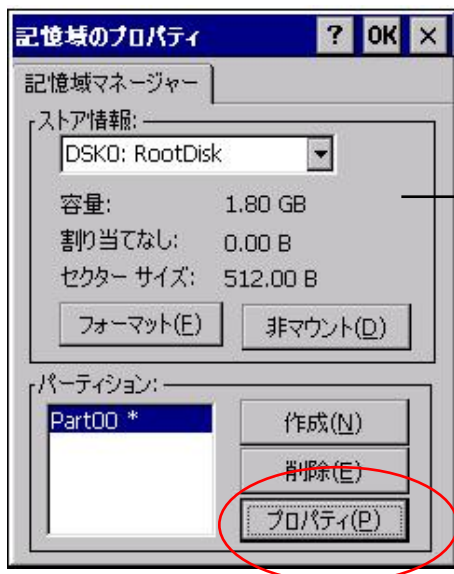 記憶域のプロパティ ? OK ×
記憶域マネージャー
ストア情報:
DSK0: RootDisk
容量: 1.80 GB
割り当てなし: 0.00 B
セクター サイズ: 512.00 B
フォーマット(F) 非マウント(D)
パーティション:
Part00 *
作成(N)
削除(E)
プロパティ(P)